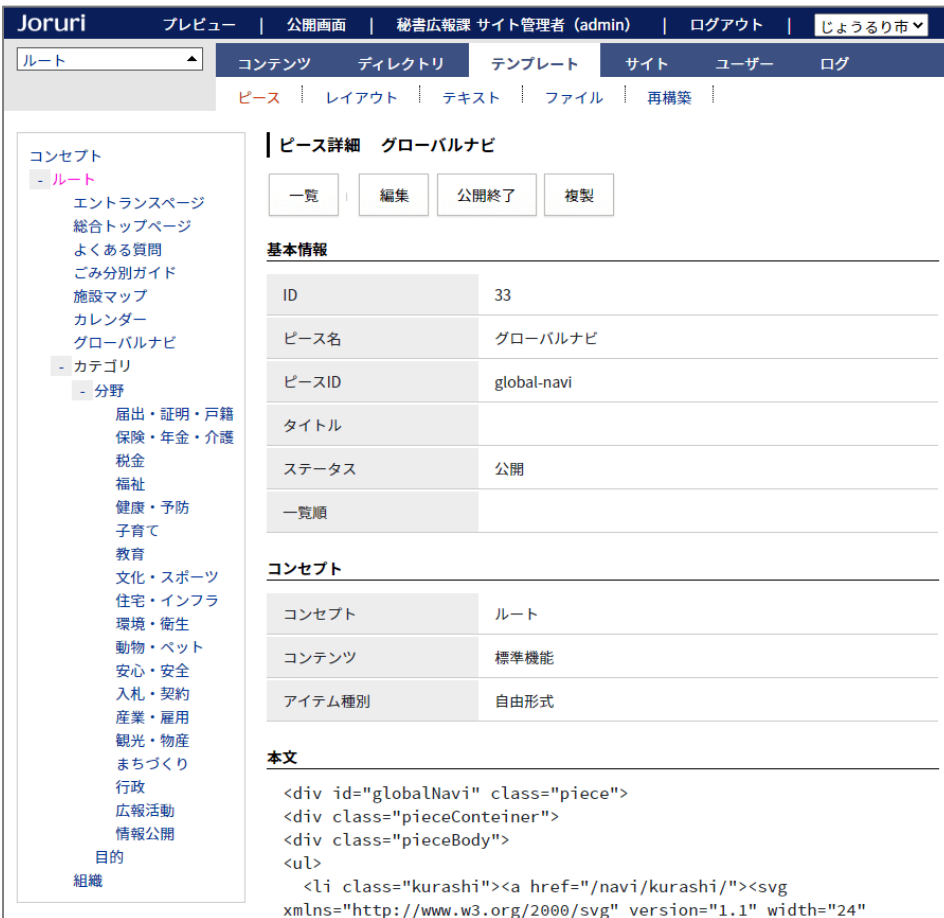 Joruri プレビュー | 公開画面 | 秘書広報課 サイト管理者（admin） | ログアウト | じょうるり市
ルート コンテンツ ディレクトリ テンプレート サイト ユーザー ログ
ピース レイアウト テキスト ファイル 再構築
コンセプト
- ルート
エントランスページ
総合トップページ
よくある質問
ごみ分別ガイド
施設マップ
カレンダー
グローバルナビ
- カテゴリ
- 分野
届出・証明・戸籍
保険・年金・介護
税金
福祉
健康・予防
子育て
教育
文化・スポーツ
住宅・インフラ
環境・衛生
動物・ペット
安心・安全
入札・契約
産業・雇用
観光・物産
まちづくり
行政
広報活動
情報公開
目的
組織
ピース詳細 グローバルナビ
一覧 編集 公開終了 複製
基本情報
ID 33
ピース名 グローバルナビ
ピースID global-navi
タイトル
ステータス 公開
一覧順
コンセプト
コンセプト ルート
コンテンツ 標準機能
アイテム種別 自由形式
本文
<div id="globalNavi" class="piece">
<div class="pieceConteiner">
<div class="pieceBody">
<ul>
<li class="kurashi"><a href="/navi/kurashi/"><svg
xmlns="http://www.w3.org/2000/svg" version="1.1" width="24"